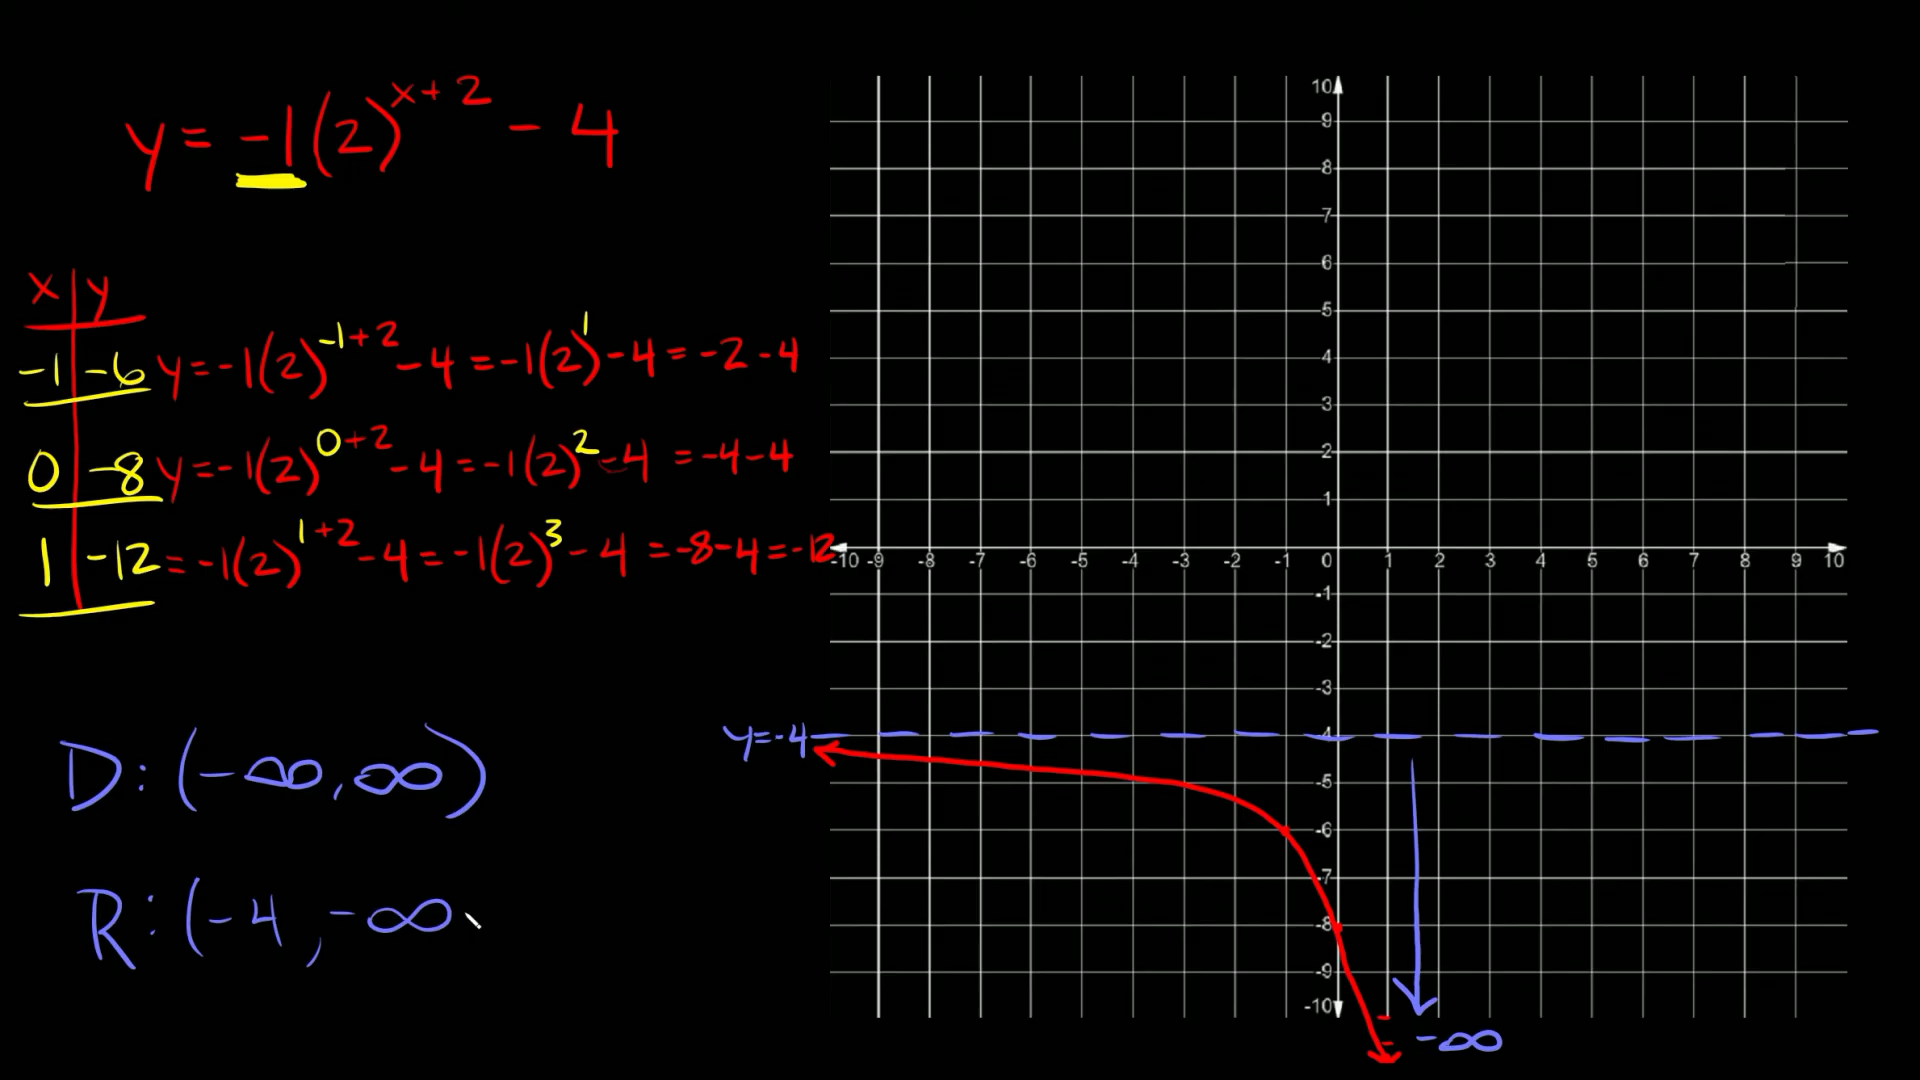 y = -1(2)^{x+2} - 4
x y
-1 -6 y = -1(2)^{-1+2} - 4 = -1(2)^1 - 4 = -2 - 4
0 -8 y = -1(2)^{0+2} - 4 = -1(2)^2 - 4 = -4 - 4
1 -12 = -1(2)^{1+2} - 4 = -1(2)^3 - 4 = -8 - 4 = -12
D: (-∞, ∞)
R: (-4, -∞
10
9
8
7
6
5
4
3
2
1
-10 -9 -8 -7 -6 -5 -4 -3 -2 -1 0 1 2 3 4 5 6 7 8 9 10
-1
-2
-3
y=-4 -4
-5
-6
-7
-8
-9
-10
-∞